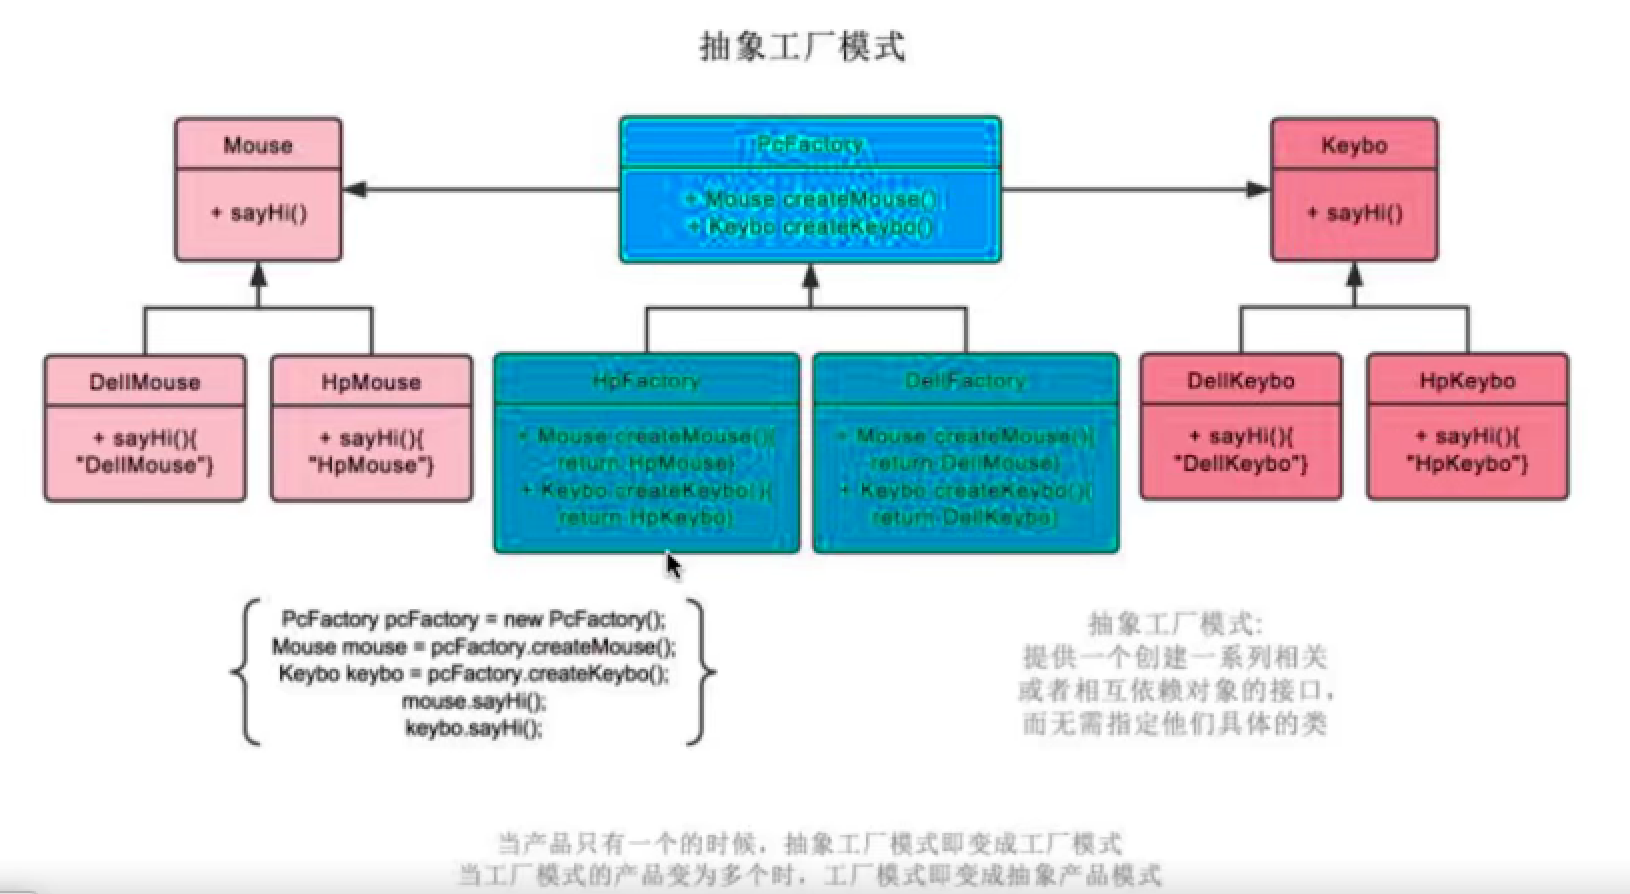 抽象工厂模式
Mouse
+ sayHi()
PcFactory
+ Mouse createMouse()
+ Keybo createKeybo()
Keybo
+ sayHi()
DellMouse
+ sayHi(){
"DellMouse"}
HpMouse
+ sayHi(){
"HpMouse"}
HpFactory
+ Mouse createMouse(){
return HpMouse}
+ Keybo createKeybo(){
return HpKeybo}
DellFactory
+ Mouse createMouse(){
return DellMouse}
+ Keybo createKeybo(){
return DellKeybo}
DellKeybo
+ sayHi(){
"DellKeybo"}
HpKeybo
+ sayHi(){
"HpKeybo"}
PcFactory pcFactory = new PcFactory();
Mouse mouse = pcFactory.createMouse();
Keybo keybo = pcFactory.createKeybo();
mouse.sayHi();
keybo.sayHi();
抽象工厂模式:
提供一个创建一系列相关
或者相互依赖对象的接口，
而无需指定他们具体的类
当产品只有一个的时候，抽象工厂模式即变成工厂模式
当工厂模式的产品变为多个时，工厂模式即变成抽象产品模式